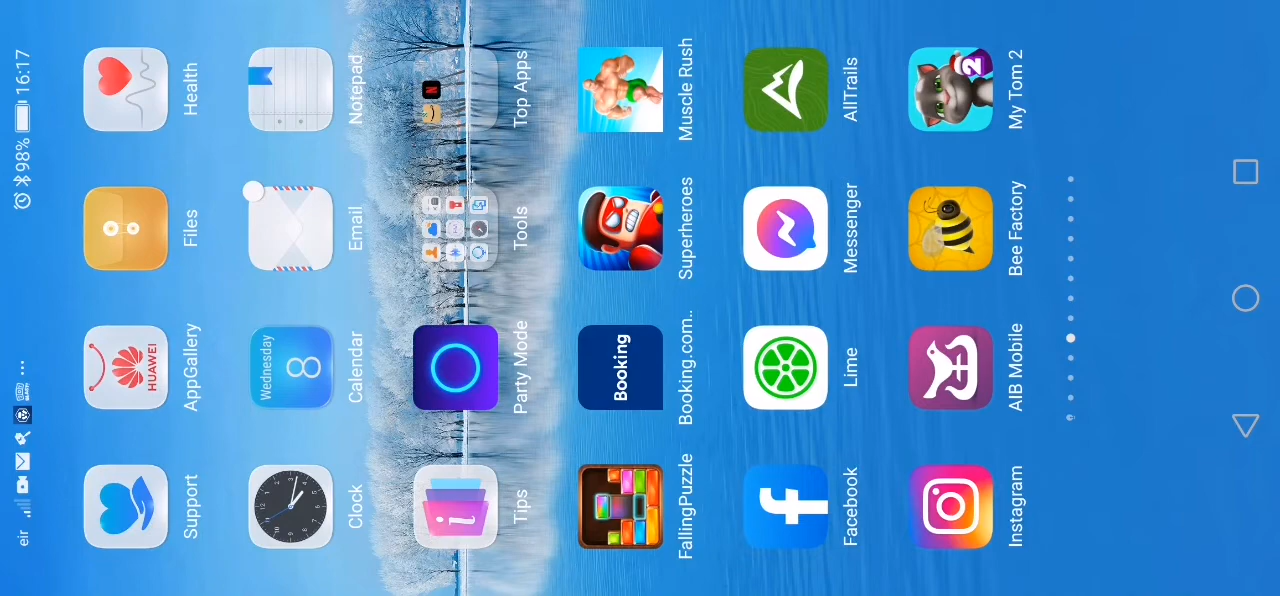 eir 98% 16:17
HUAWEI
Support AppGallery Files Health
Wednesday
8
Clock Calendar Email Notepad
Tips Party Mode Tools Top Apps
Booking
FallingPuzzle Booking.com.. Superheroes Muscle Rush
Facebook Lime Messenger AllTrails
2
Instagram AIB Mobile Bee Factory My Tom 2